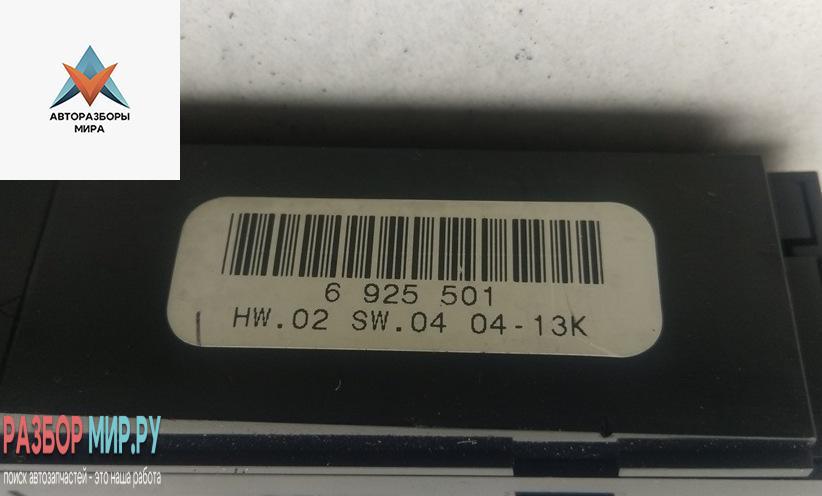 АВТОРАЗБОРЫ
МИРА
6 925 501
HW.02 SW.04 04-13K
РАЗБОР МИР.РУ
поиск автозапчастей - это наша работа